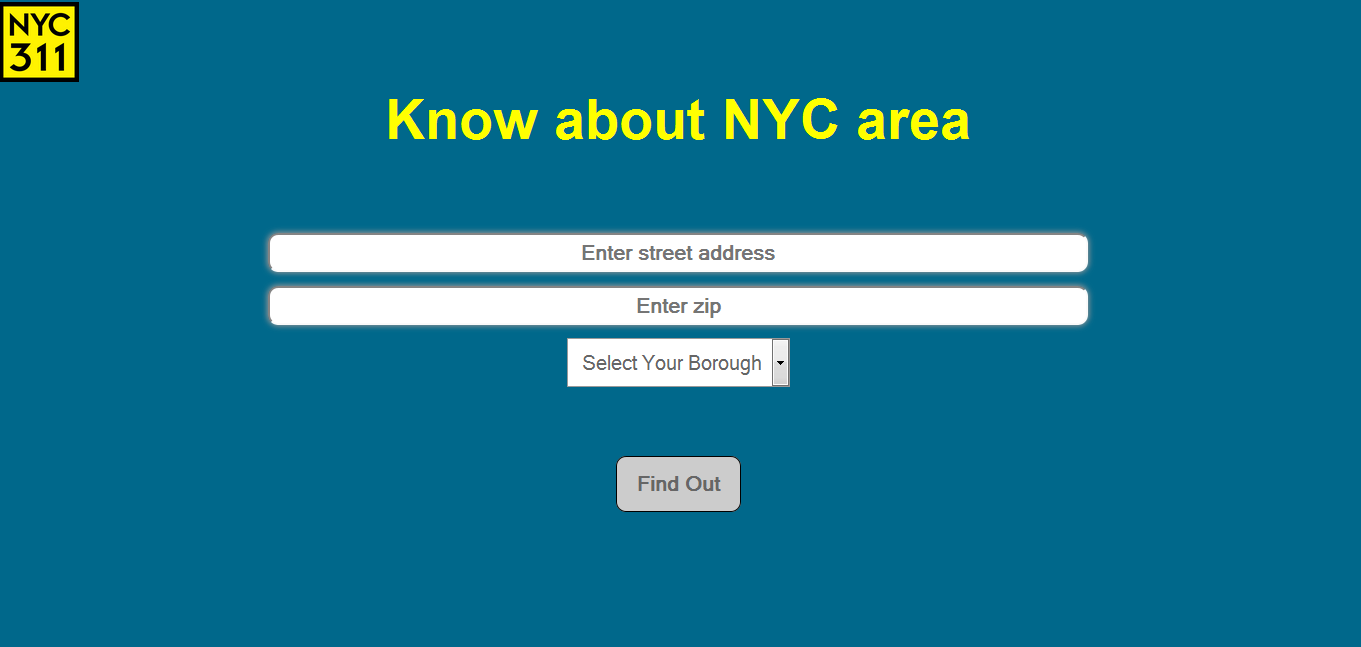 NYC
311
Know about NYC area
Enter street address
Enter zip
Select Your Borough
Find Out